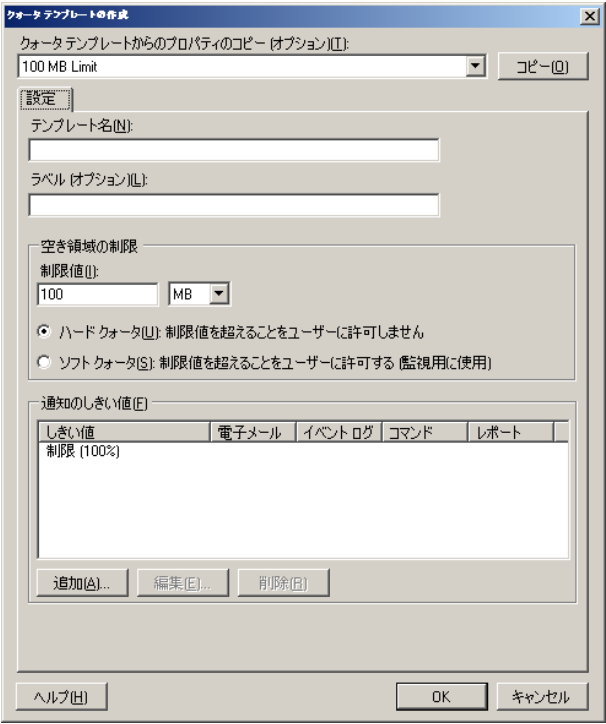 クォータ テンプレートの作成
クォータ テンプレートからのプロパティのコピー (オプション)(T):
100 MB Limit
コピー(O)
設定
テンプレート名(N):
ラベル (オプション)(L):
空き領域の制限
制限値(I):
100 MB
ハード クォータ(U): 制限値を超えることをユーザーに許可しません
ソフト クォータ(S): 制限値を超えることをユーザーに許可する (監視用に使用)
通知のしきい値(F)
しきい値 電子メール イベント ログ コマンド レポート
制限 (100%)
追加(A)... 編集(E)... 削除(R)
ヘルプ(H) OK キャンセル